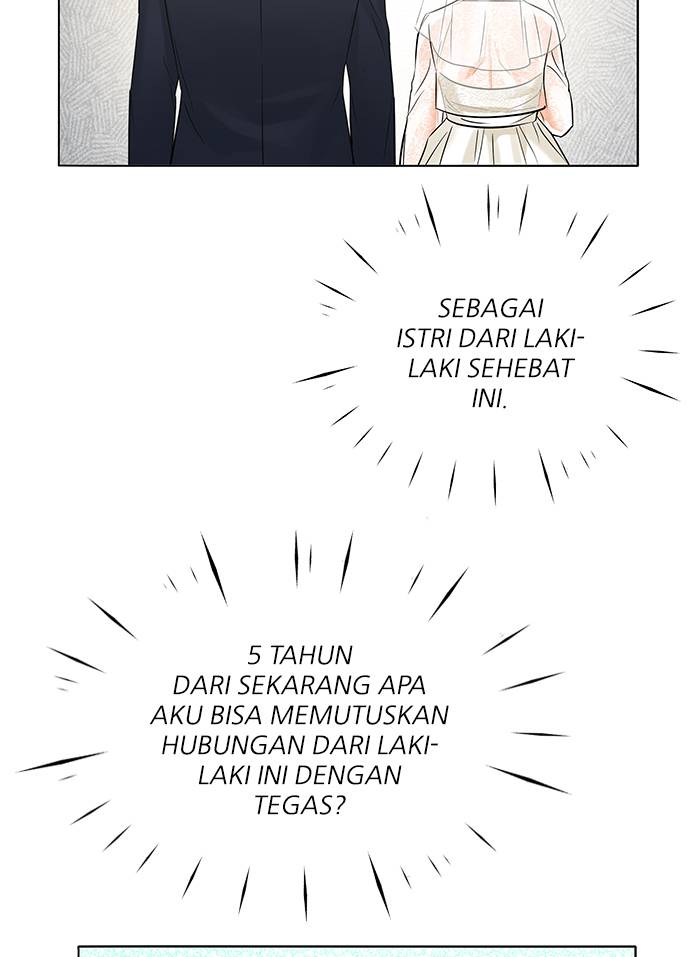 SEBAGAI
ISTRI DARI LAKI-
LAKI SEHEBAT
INI.
5 TAHUN
DARI SEKARANG APA
AKU BISA MEMUTUSKAN
HUBUNGAN DARI LAKI-
LAKI INI DENGAN
TEGAS?